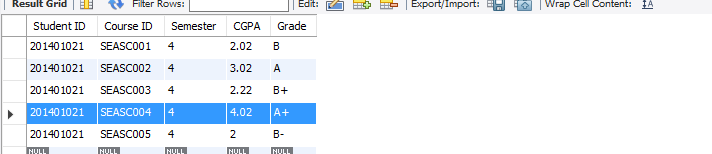 Result Grid Filter Rows: Edit: Export/Import: Wrap Cell Content: IA
Student ID Course ID Semester CGPA Grade
201401021 SEASC001 4 2.02 B
201401021 SEASC002 4 3.02 A
201401021 SEASC003 4 2.22 B+
201401021 SEASC004 4 4.02 A+
201401021 SEASC005 4 2 B-
NULL NULL NULL NULL NULL